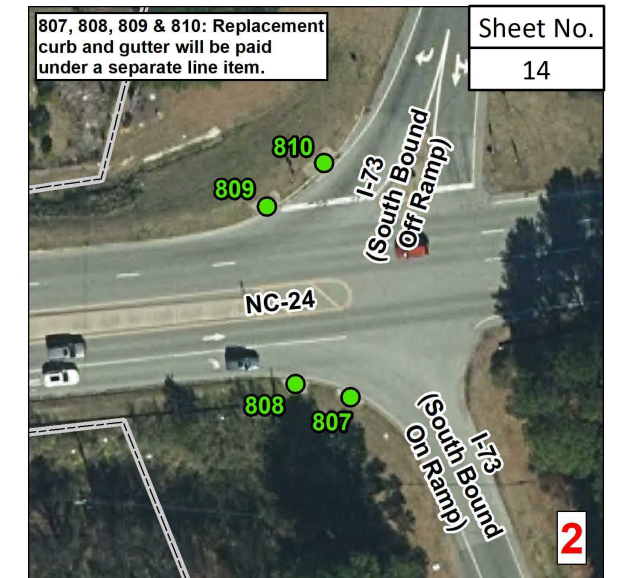 807, 808, 809 & 810: Replacement
curb and gutter will be paid
under a separate line item.
Sheet No.
14
810
809
I-73
(South Bound
Off Ramp)
NC-24
808
807
I-73
(South Bound
On Ramp)
2